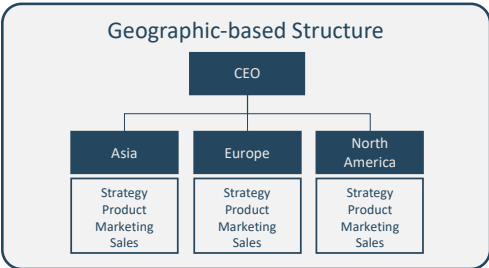 Geographic-based Structure
CEO
Asia
Europe
North
America
Strategy
Product
Marketing
Sales
Strategy
Product
Marketing
Sales
Strategy
Product
Marketing
Sales